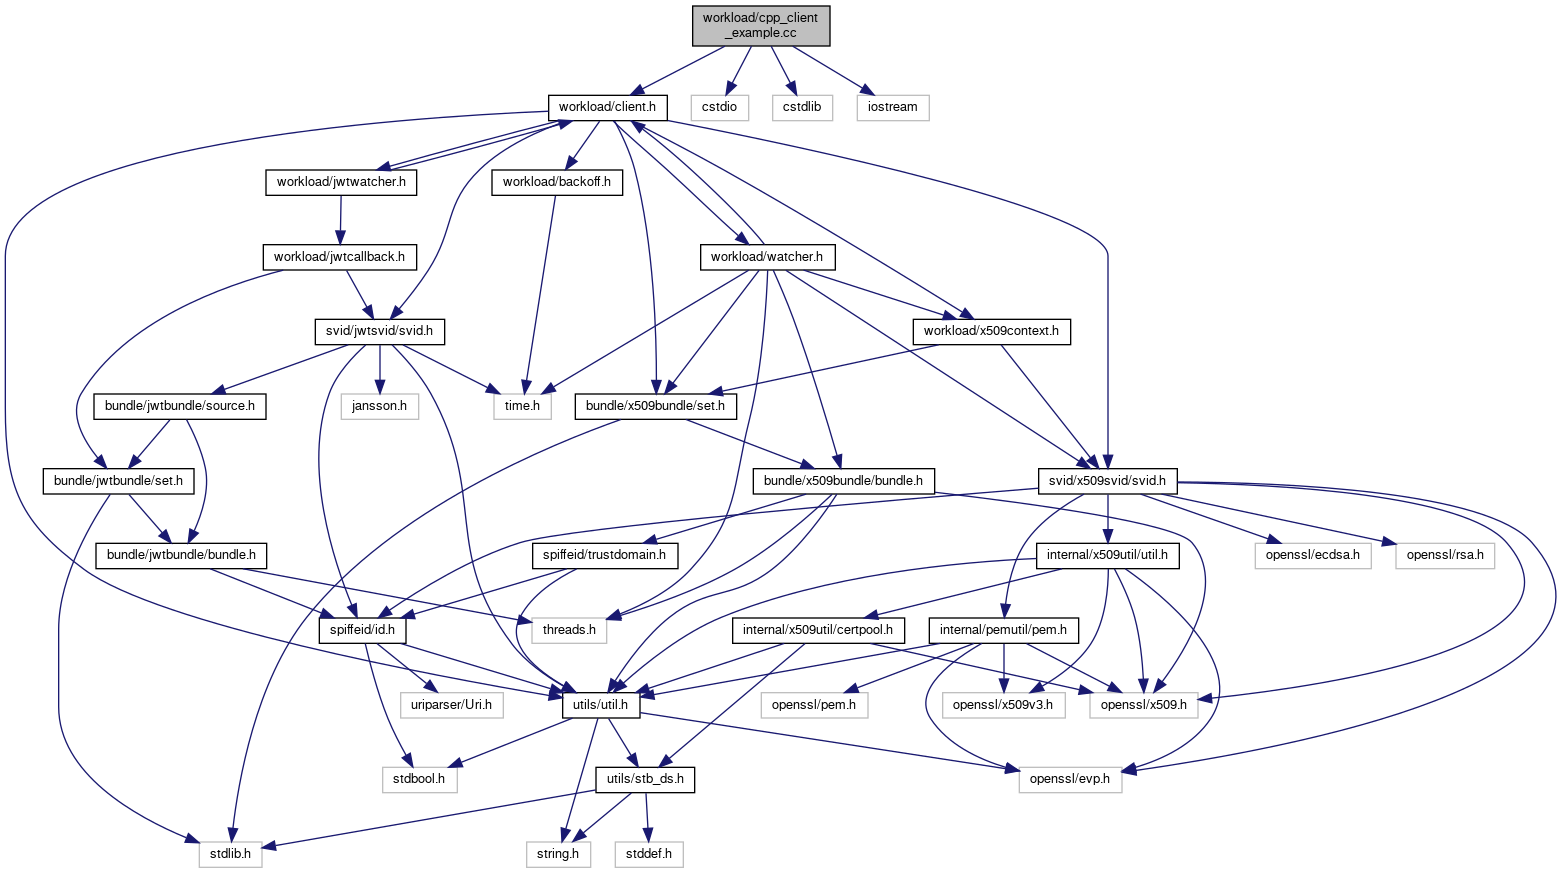 workload/cpp_client
_example.cc
workload/client.h
cstdio
cstdlib
iostream
workload/jwtwatcher.h
workload/backoff.h
workload/jwtcallback.h
workload/watcher.h
svid/jwtsvid/svid.h
workload/x509context.h
bundle/jwtbundle/source.h
jansson.h
time.h
bundle/x509bundle/set.h
bundle/jwtbundle/set.h
bundle/x509bundle/bundle.h
svid/x509svid/svid.h
bundle/jwtbundle/bundle.h
spiffeid/trustdomain.h
internal/x509util/util.h
openssl/ecdsa.h
openssl/rsa.h
spiffeid/id.h
threads.h
internal/x509util/certpool.h
internal/pemutil/pem.h
uriparser/Uri.h
utils/util.h
openssl/pem.h
openssl/x509v3.h
openssl/x509.h
stdbool.h
utils/stb_ds.h
openssl/evp.h
stdlib.h
string.h
stddef.h